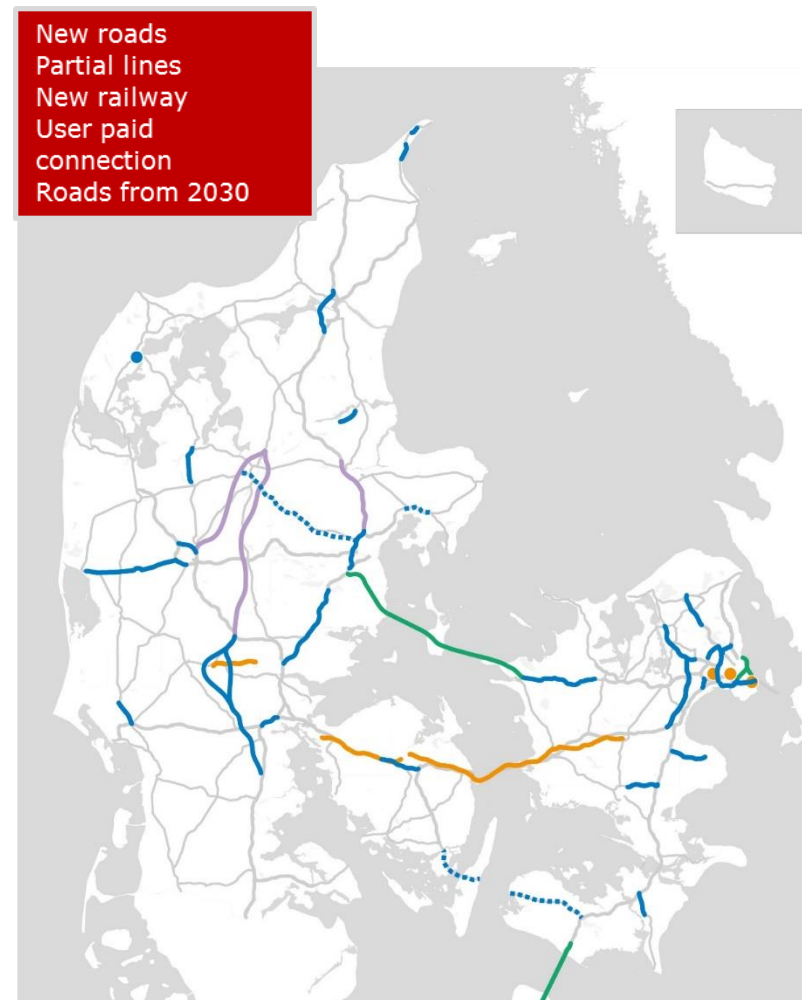 New roads
Partial lines
New railway
User paid
connection
Roads from 2030